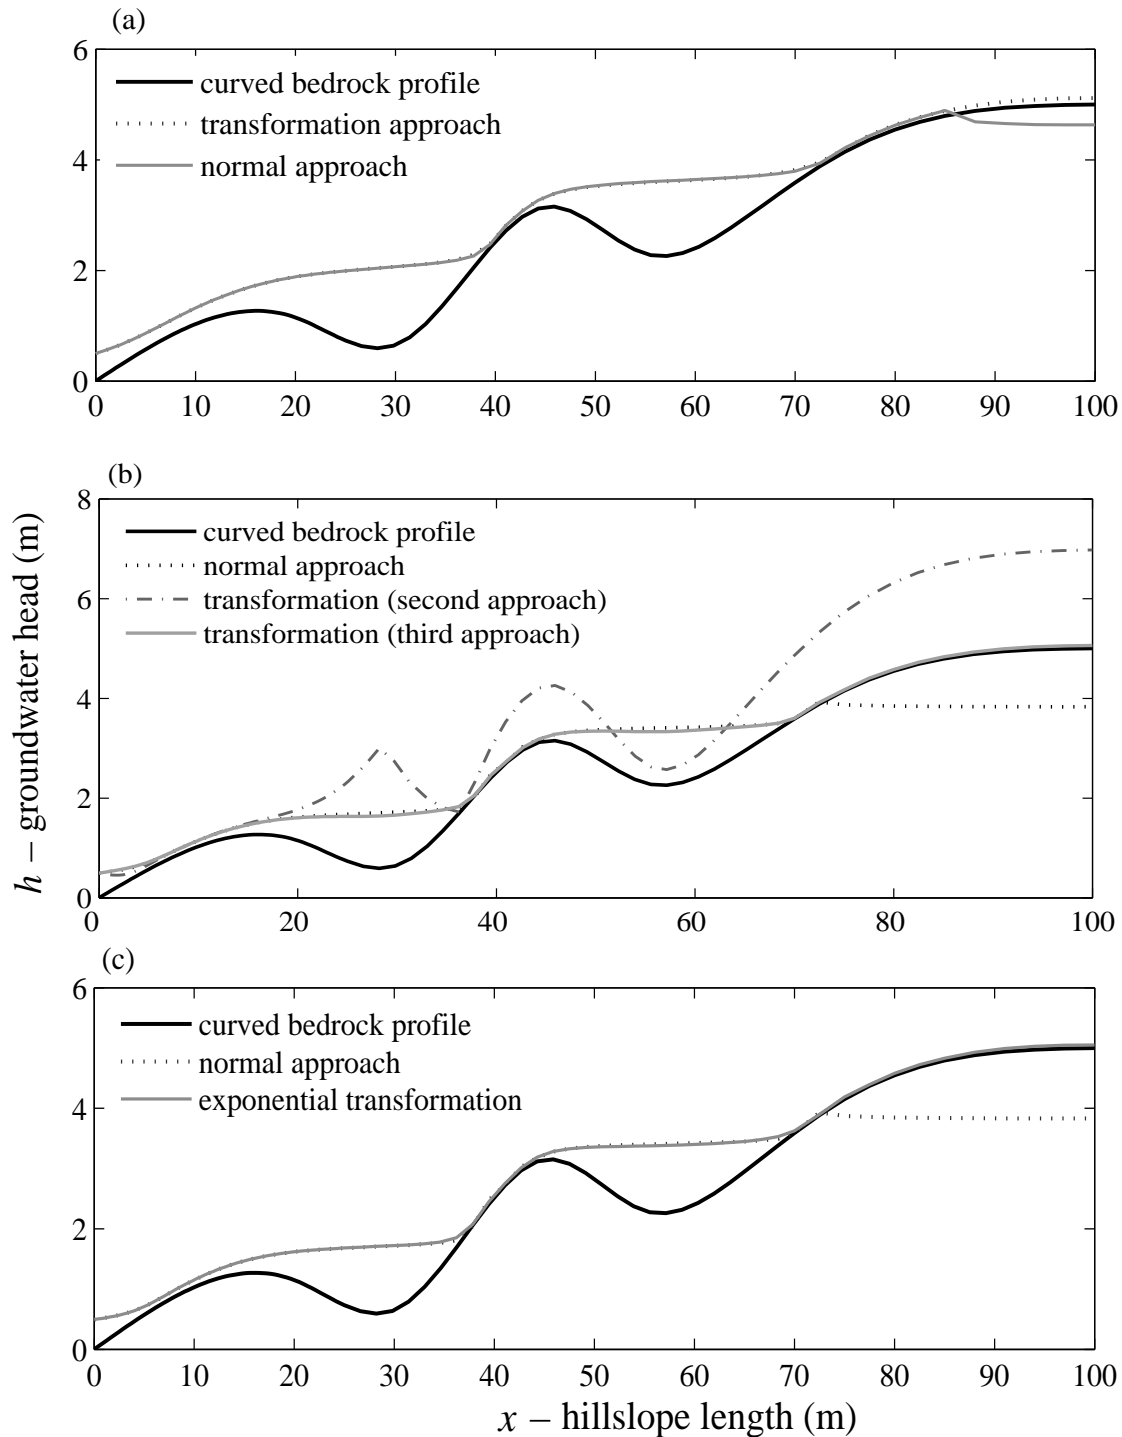 (a)
6
4
2
0
curved bedrock profile
transformation approach
normal approach
0 10 20 30 40 50 60 70 80 90 100
(b)
8
6
4
2
0
curved bedrock profile
normal approach
transformation (second approach)
transformation (third approach)
0 20 40 60 80 100
h – groundwater head (m)
(c)
6
4
2
0
curved bedrock profile
normal approach
exponential transformation
0 10 20 30 40 50 60 70 80 90 100
x – hillslope length (m)